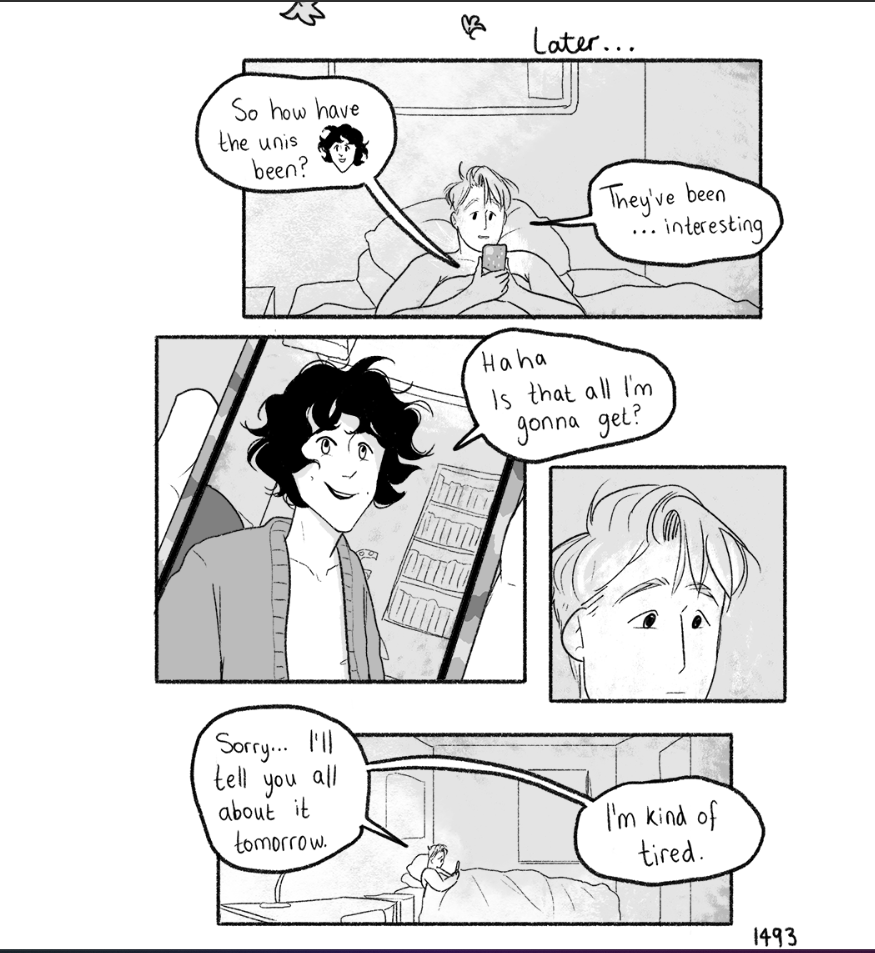 Later...
So how have
the unis
been?
They've been
... interesting
Haha
Is that all I'm
gonna get?
Sorry... I'll
tell you all
about it
tomorrow.
I'm kind of
tired.
1493